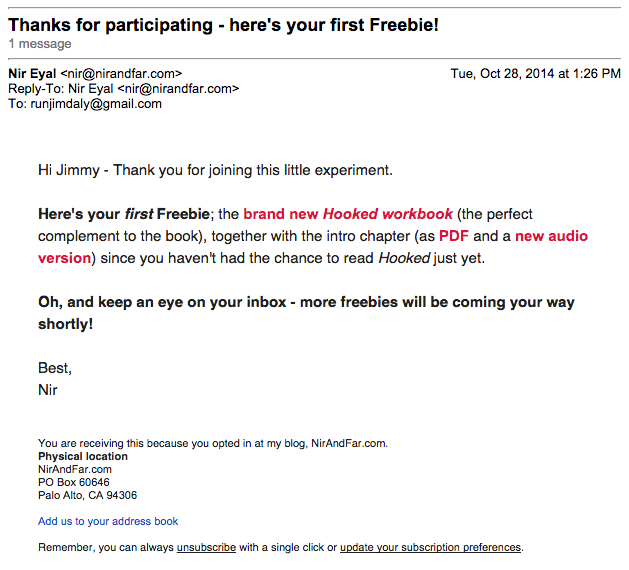 Thanks for participating - here's your first Freebie!
1 message
Nir Eyal <nir@nirandfar.com> Tue, Oct 28, 2014 at 1:26 PM
Reply-To: Nir Eyal <nir@nirandfar.com>
To: runjimdaly@gmail.com
Hi Jimmy - Thank you for joining this little experiment.
Here's your first Freebie; the brand new Hooked workbook (the perfect
complement to the book), together with the intro chapter (as PDF and a new audio
version) since you haven't had the chance to read Hooked just yet.
Oh, and keep an eye on your inbox - more freebies will be coming your way
shortly!
Best,
Nir
You are receiving this because you opted in at my blog, NirAndFar.com.
Physical location
NirAndFar.com
PO Box 60646
Palo Alto, CA 94306
Add us to your address book
Remember, you can always unsubscribe with a single click or update your subscription preferences.